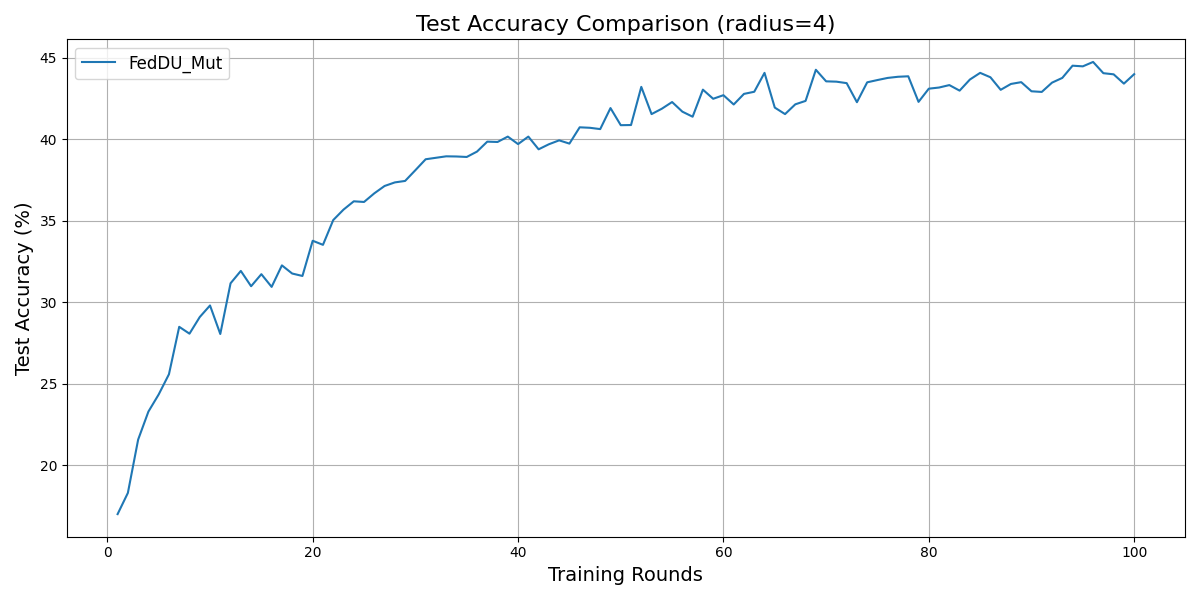 Test Accuracy Comparison (radius=4)
FedDU_Mut
Test Accuracy (%)
45
40
35
30
25
20
0 20 40 60 80 100
Training Rounds